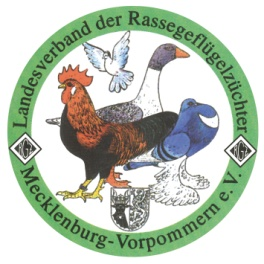 Landesverband der Rassegeflügelzüchter
Mecklenburg-Vorpommern e. V.